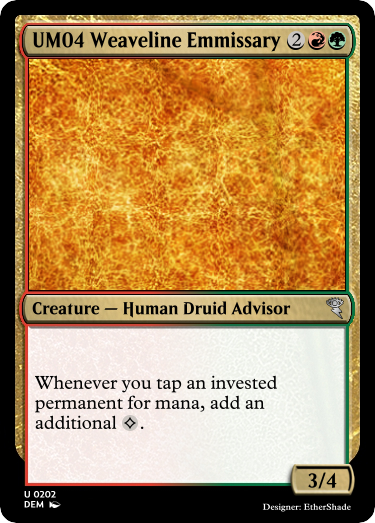 UM04 Weaveline Emmissary 2
Creature — Human Druid Advisor
Whenever you tap an invested
permanent for mana, add an
additional .
3/4
U 0202
DEM
Designer: EtherShade